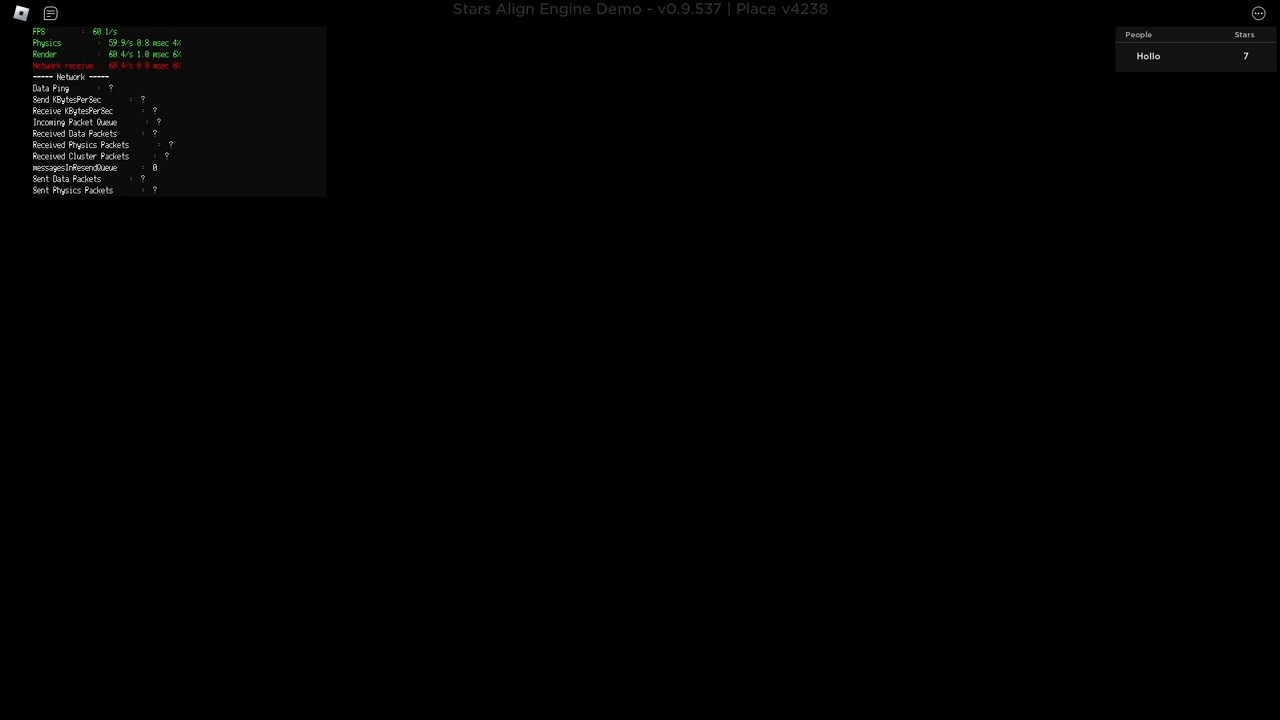 Stars Align Engine Demo - v0.9.537 | Place v4238
FPS : 60.1/s
Physics : 59.9/s 0.8 msec 4%
Render : 60.4/s 1.0 msec 6%
Network receive : 60.4/s 0.0 msec 0%
----- Network -----
Data Ping : ?
Send KBytesPerSec : ?
Receive KBytesPerSec : ?
Incoming Packet Queue : ?
Received Data Packets : ?
Received Physics Packets : ?
Received Cluster Packets : ?
messagesInResendQueue : 0
Sent Data Packets : ?
Sent Physics Packets : ?
People Stars
Hollo 7